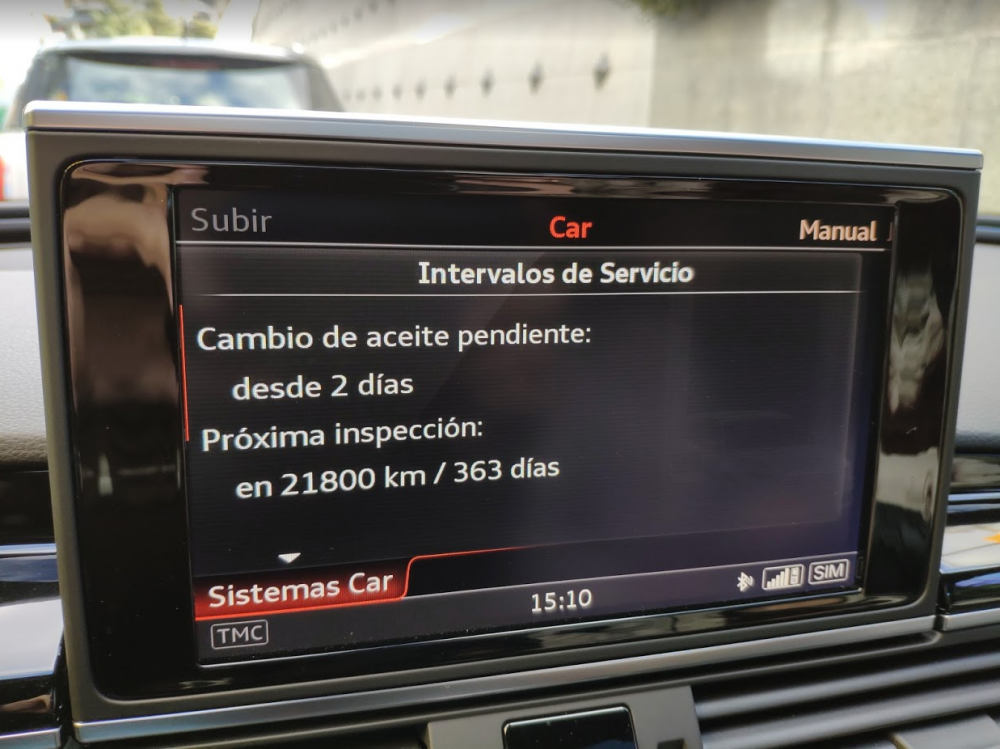 Subir
Car
Manual
Intervalos de Servicio
Cambio de aceite pendiente:
desde 2 días
Próxima inspección:
en 21800 km / 363 días
Sistemas Car
15:10
SIM
TMC